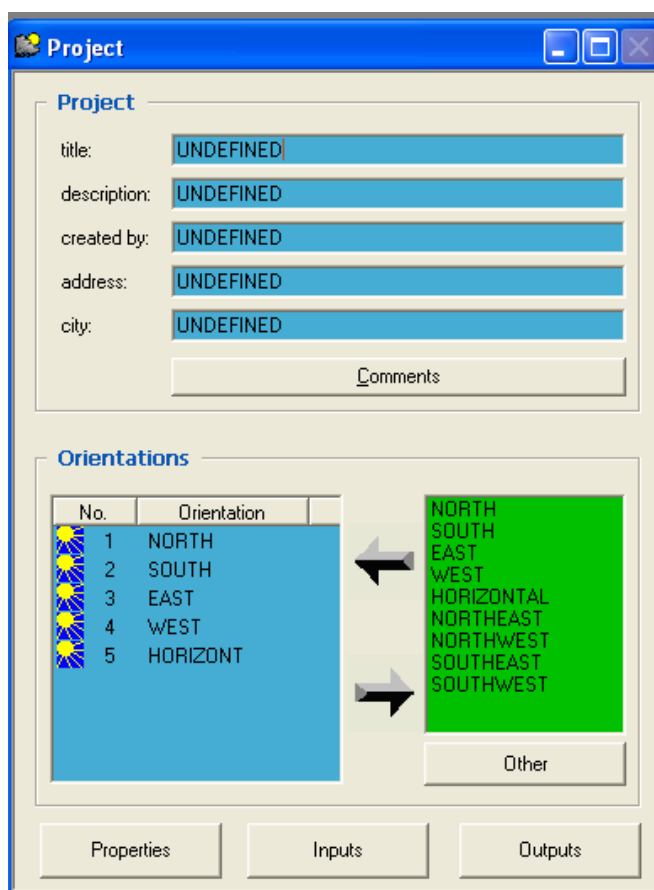 Project
Project
title: UNDEFINED
description: UNDEFINED
created by: UNDEFINED
address: UNDEFINED
city: UNDEFINED
Comments
Orientations
No. Orientation
1 NORTH
2 SOUTH
3 EAST
4 WEST
5 HORIZONT
NORTH
SOUTH
EAST
WEST
HORIZONTAL
NORTHEAST
NORTHWEST
SOUTHEAST
SOUTHWEST
Other
Properties Inputs Outputs